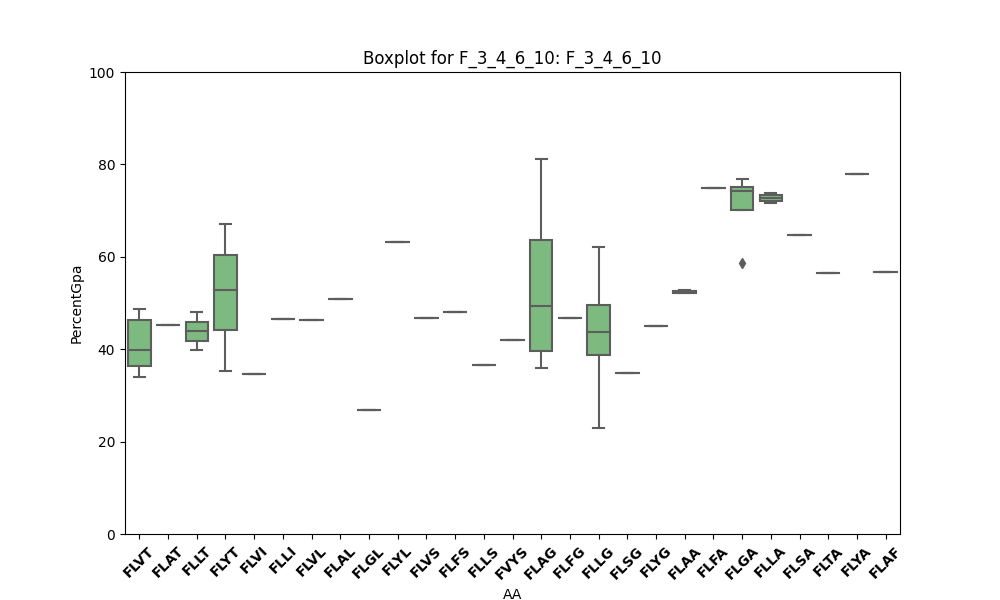 Boxplot for F_3_4_6_10: F_3_4_6_10
100
80
60
40
20
0
PercentGpa
FLVT FLAT FLLT FLYT FLVI FLLI FLVL FLAL FLGL FLYL FLVS FLFS FLLS FVYS FLAG FLFG FLLG FLSG FLYG FLAA FLFA FLGA FLLA FLSA FLTA FLYA FLAF
AA